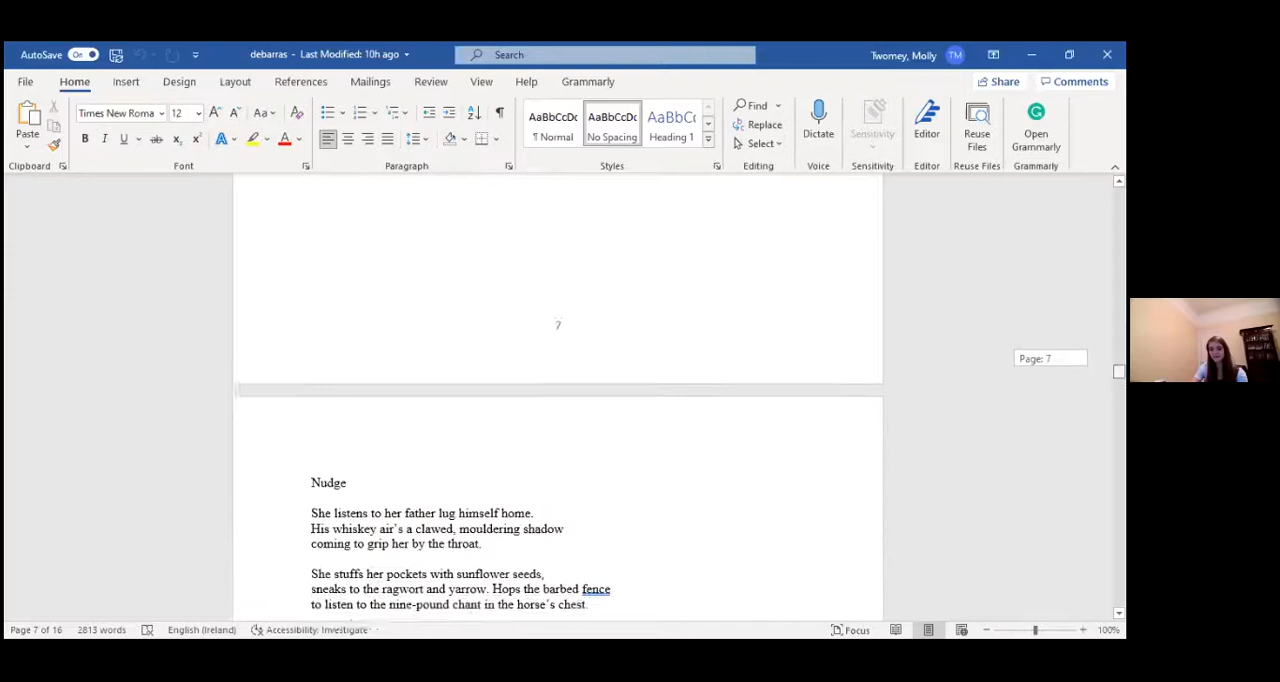 AutoSave On debarras - Last Modified: 10h ago Search Twomey, Molly TM
File Home Insert Design Layout References Mailings Review View Help Grammarly Share Comments
Times New Roma 12 Aa AaBbCcDc AaBbCcDc AaBbCc Find
Paste Replace Dictate Sensitivity Editor Reuse Files Open Grammarly
B I U ab x₂ x² A A ¶ Normal No Spacing Heading 1 Select
Clipboard Font Paragraph Styles Editing Voice Sensitivity Editor Reuse Files Grammarly
7
Page: 7
Nudge
She listens to her father lug himself home.
His whiskey air's a clawed, mouldering shadow
coming to grip her by the throat.
She stuffs her pockets with sunflower seeds,
sneaks to the ragwort and yarrow. Hops the barbed fence
to listen to the nine-pound chant in the horse's chest.
Page 7 of 16 2813 words English (Ireland) Accessibility: Investigate Focus 100%